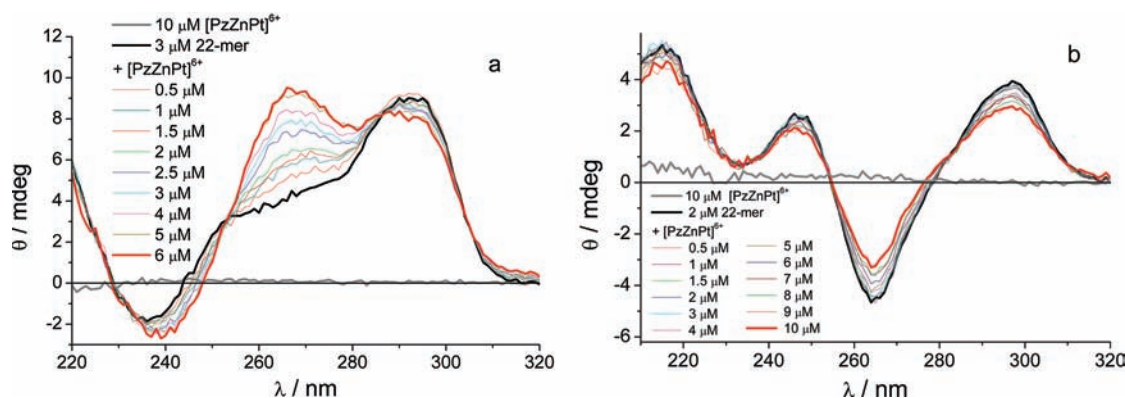 10 μM [PzZnPt]⁶⁺
3 μM 22-mer
+ [PzZnPt]⁶⁺
0.5 μM
1 μM
1.5 μM
2 μM
2.5 μM
3 μM
4 μM
5 μM
6 μM
a
θ / mdeg
12
10
8
6
4
2
0
-2
220 230 240 250 260 270 280 290 300 310 320
λ / nm
b
θ / mdeg
4
2
0
-2
-4
-6
10 μM [PzZnPt]⁶⁺
2 μM 22-mer
+ [PzZnPt]⁶⁺
0.5 μM 5 μM
1 μM 6 μM
1.5 μM 7 μM
2 μM 8 μM
3 μM 9 μM
4 μM 10 μM
220 240 260 280 300 320
λ / nm